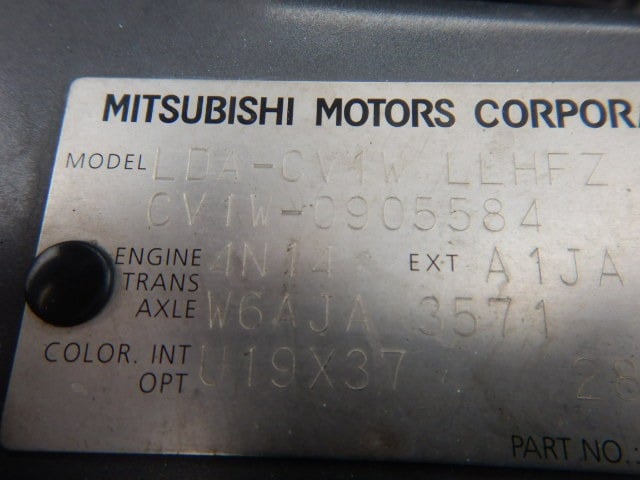 MITSUBISHI MOTORS CORPORA
MODEL LDA-CV1W LLHFZ
CV1W-0905584
ENGINE 4N14 EXT A1JA
TRANS
AXLE W6AJA 3571
COLOR. INT U19X37 28
OPT
PART NO.: